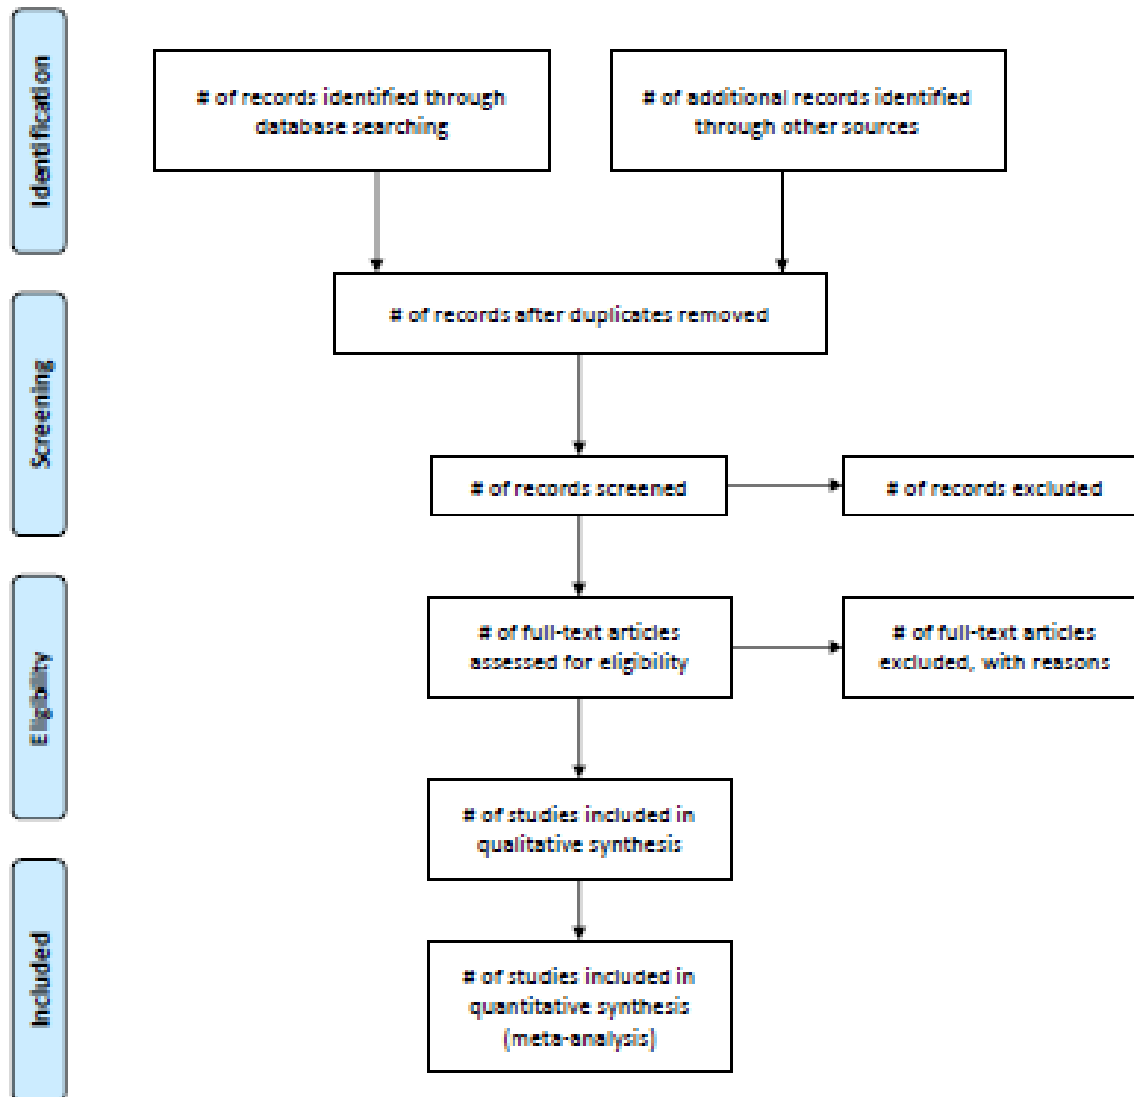 Identification
# of records identified through
database searching
# of additional records identified
through other sources
Screening
# of records after duplicates removed
# of records screened
# of records excluded
Eligibility
# of full-text articles
assessed for eligibility
# of full-text articles
excluded, with reasons
# of studies included in
qualitative synthesis
Included
# of studies included in
quantitative synthesis
(meta-analysis)